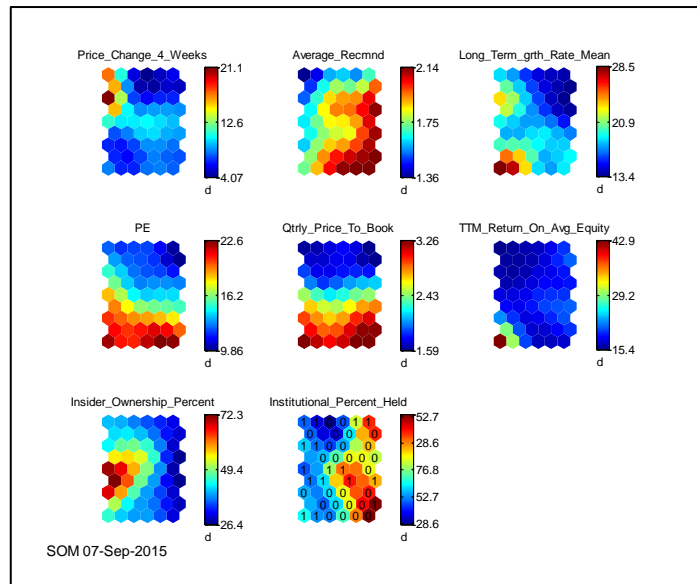 Price_Change_4_Weeks
21.1
12.6
4.07
d
Average_Recmnd
2.14
1.75
1.36
d
Long_Term_grth_Rate_Mean
28.5
20.9
13.4
d
PE
22.6
16.2
9.86
d
Qtrly_Price_To_Book
3.26
2.43
1.59
d
TTM_Return_On_Avg_Equity
42.9
29.2
15.4
d
Insider_Ownership_Percent
72.3
49.4
26.4
d
Institutional_Percent_Held
52.7
28.6
76.8
52.7
28.6
d
SOM 07-Sep-2015